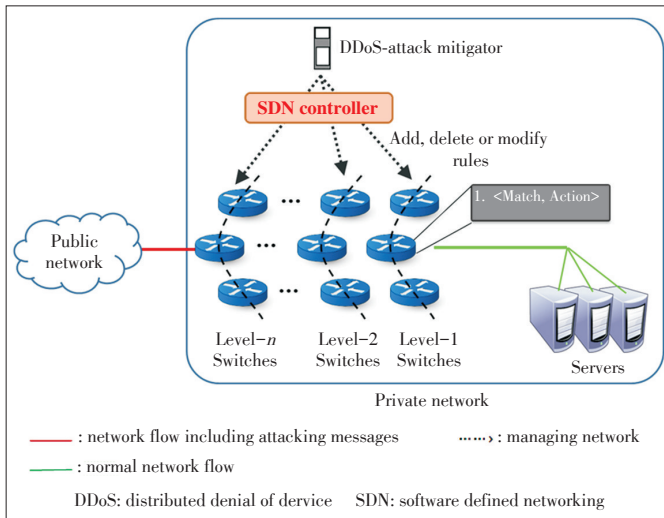 DDoS-attack mitigator
SDN controller
Add, delete or modify
rules
1. <Match, Action>
Public
network
Level-n
Switches
Level-2
Switches
Level-1
Switches
Servers
Private network
: network flow including attacking messages
: managing network
: normal network flow
DDoS: distributed denial of dervice SDN: software defined networking